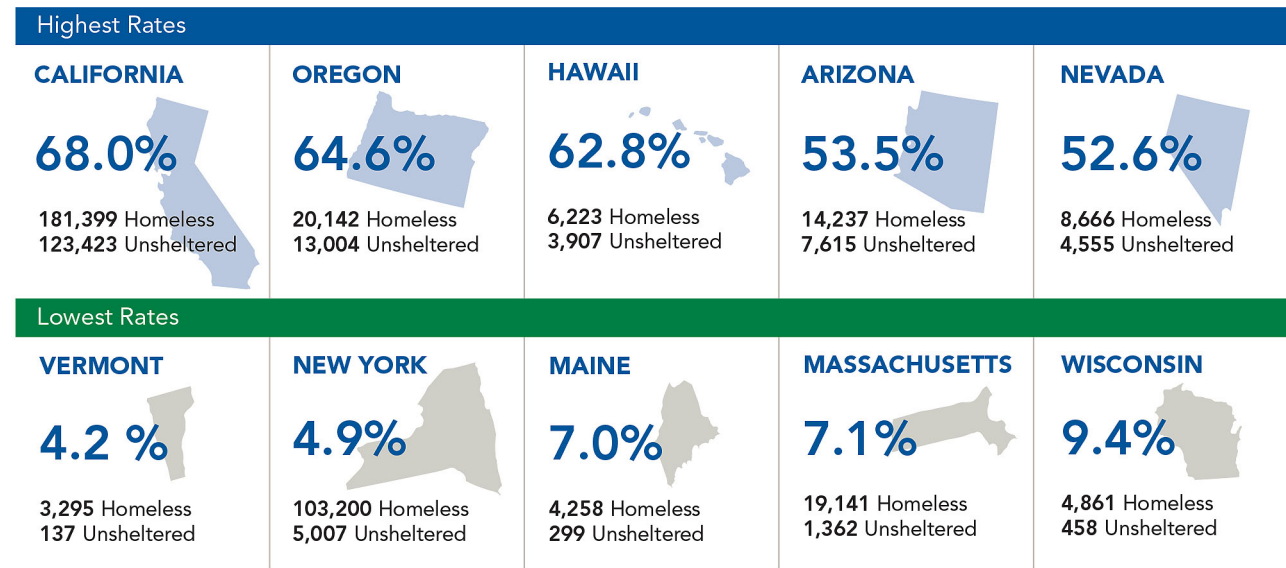 Highest Rates
CALIFORNIA
68.0%
181,399 Homeless
123,423 Unsheltered
OREGON
64.6%
20,142 Homeless
13,004 Unsheltered
HAWAII
62.8%
6,223 Homeless
3,907 Unsheltered
ARIZONA
53.5%
14,237 Homeless
7,615 Unsheltered
NEVADA
52.6%
8,666 Homeless
4,555 Unsheltered
Lowest Rates
VERMONT
4.2 %
3,295 Homeless
137 Unsheltered
NEW YORK
4.9%
103,200 Homeless
5,007 Unsheltered
MAINE
7.0%
4,258 Homeless
299 Unsheltered
MASSACHUSETTS
7.1%
19,141 Homeless
1,362 Unsheltered
WISCONSIN
9.4%
4,861 Homeless
458 Unsheltered